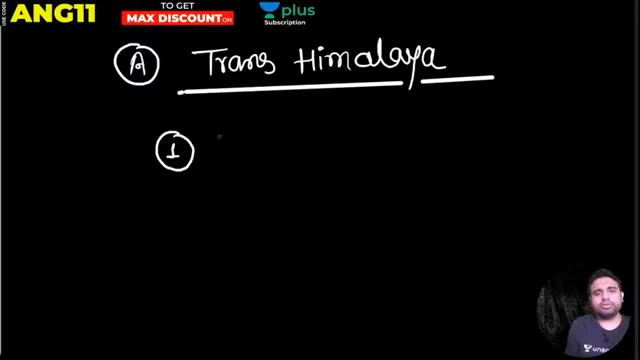 USE CODE
ANG11
TO GET
MAX DISCOUNT ON
plus
Subscription
A Trans Himalaya
1